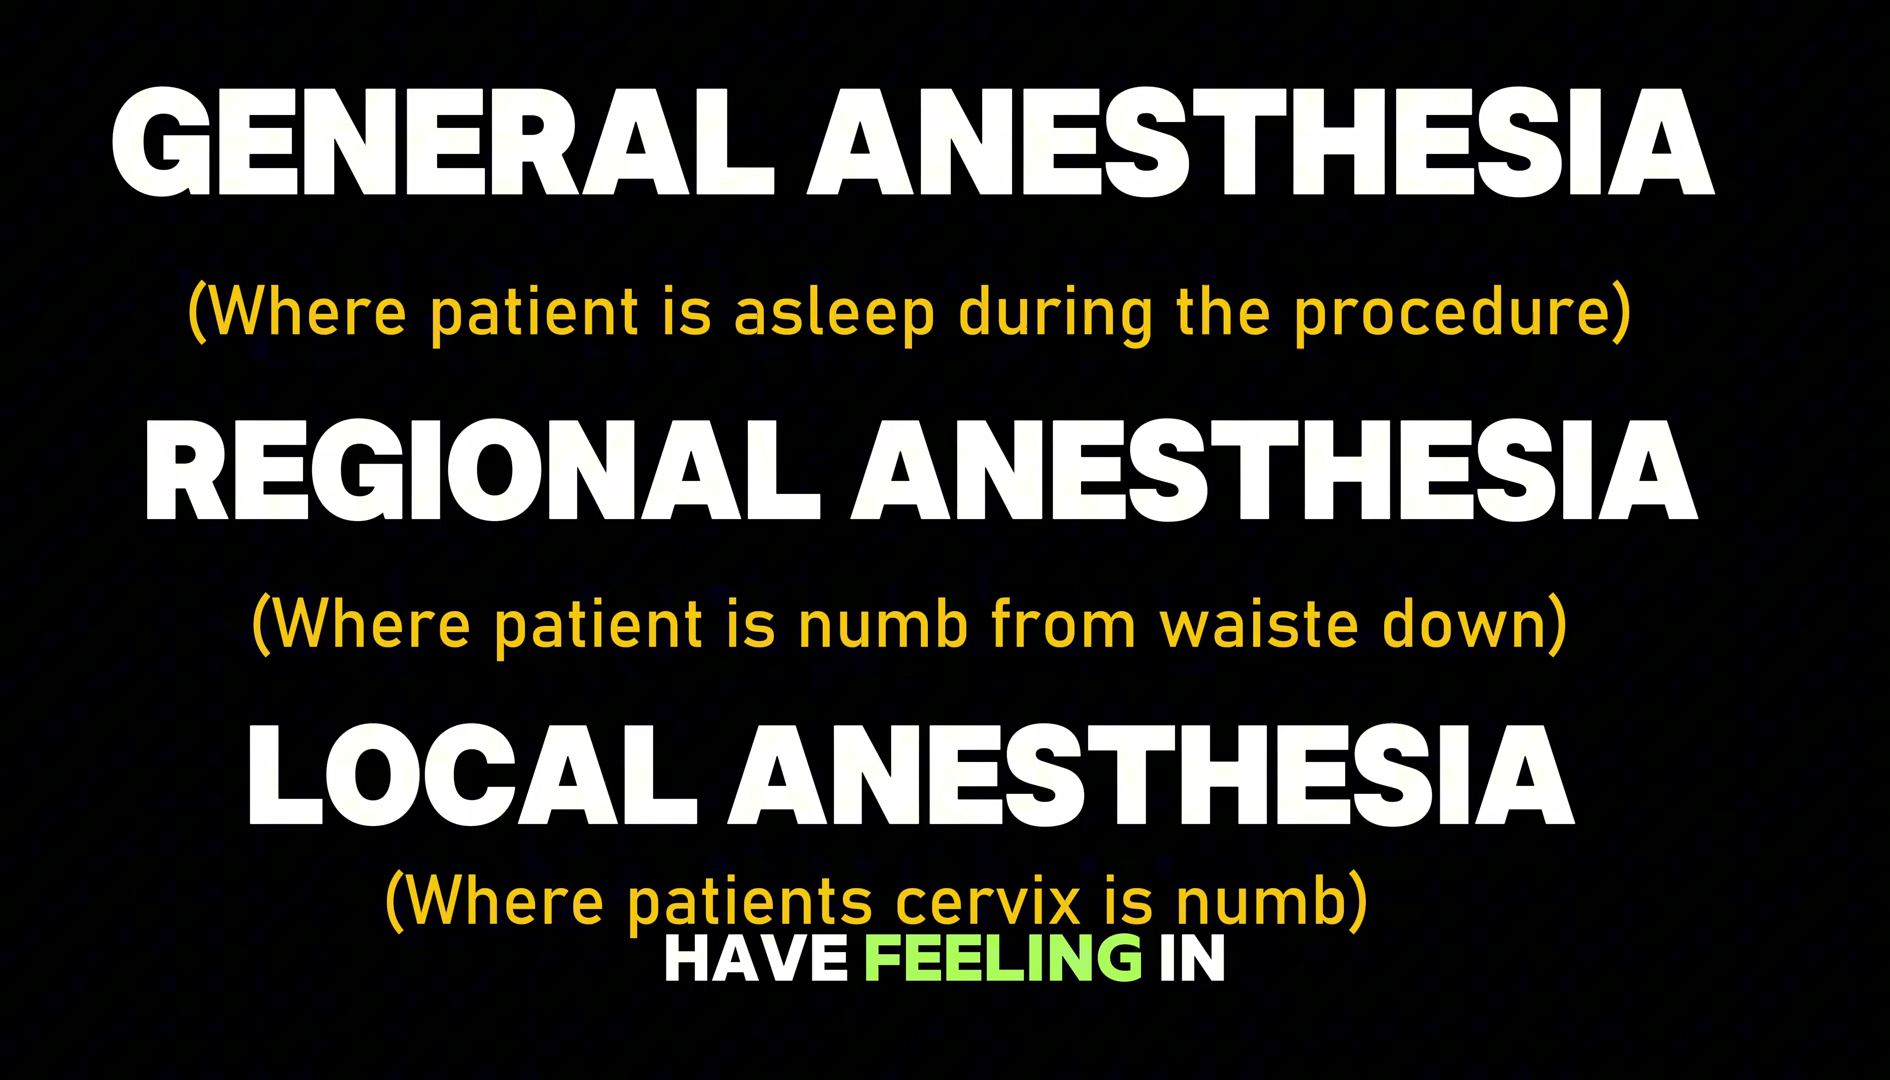 GENERAL ANESTHESIA
(Where patient is asleep during the procedure)
REGIONAL ANESTHESIA
(Where patient is numb from waiste down)
LOCAL ANESTHESIA
(Where patients cervix is numb)
HAVE FEELING IN